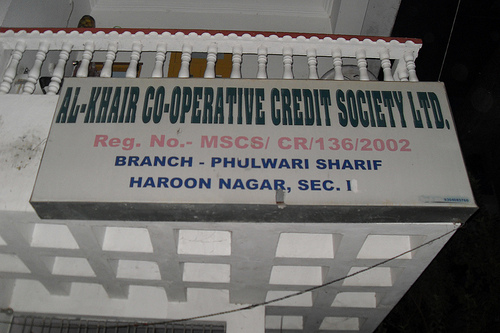 AL-KHAIR CO-OPERATIVE CREDIT SOCIETY LTD.
Reg. No.- MSCS/ CR/136/2002
BRANCH - PHULWARI SHARIF
HAROON NAGAR, SEC. I